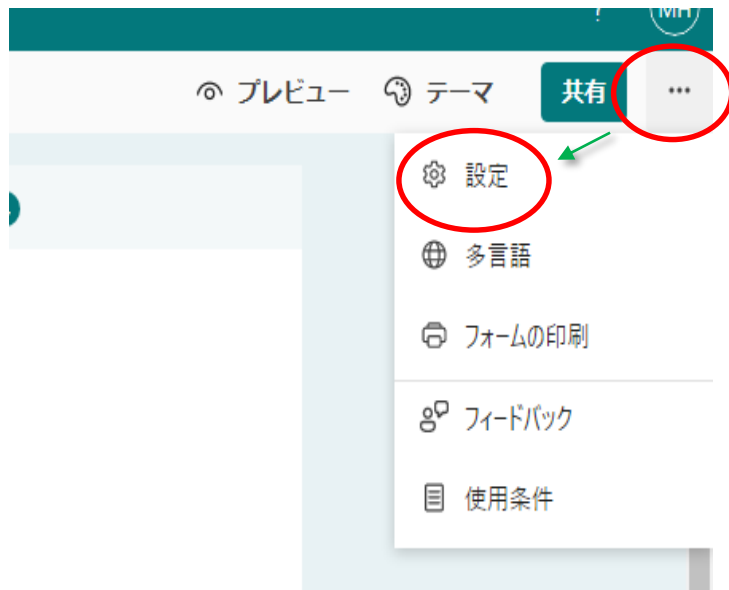 ? MH
プレビュー テーマ 共有 ...
設定
多言語
フォームの印刷
フィードバック
使用条件